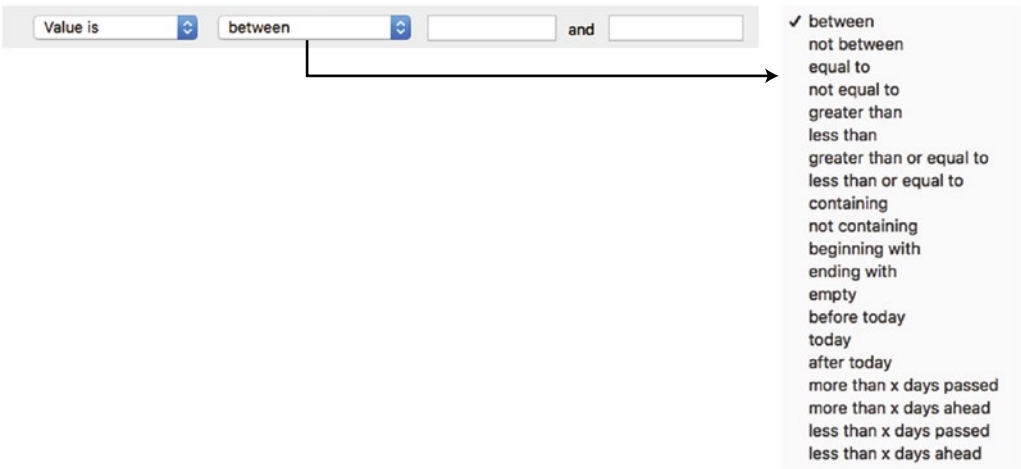 Value is between and
between
not between
equal to
not equal to
greater than
less than
greater than or equal to
less than or equal to
containing
not containing
beginning with
ending with
empty
before today
today
after today
more than x days passed
more than x days ahead
less than x days passed
less than x days ahead